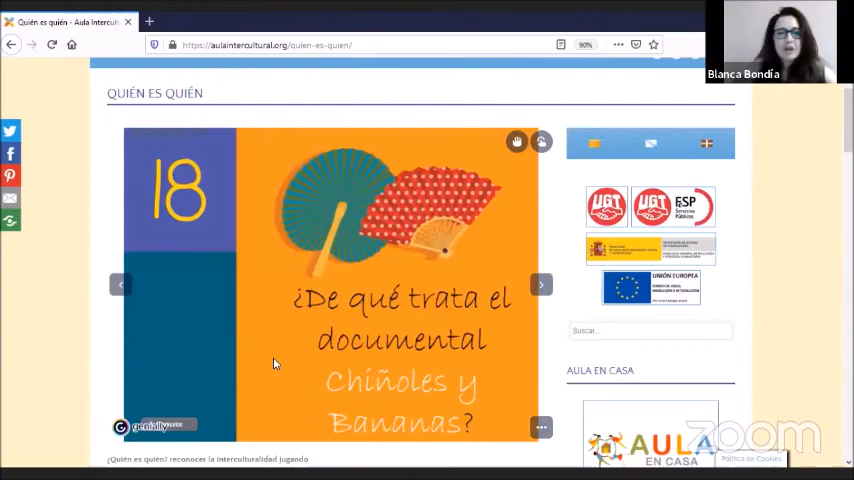 Quién es quién - Aula Intercult
https://aulaintercultural.org/quien-es-quien/
90%
Blanca Bondía
QUIÉN ES QUIÉN
18
¿De qué trata el
documental
Chiñoles y
Bananas?
genially
UGT
UGT
ESP
Servicios
Públicos
UNIÓN EUROPEA
Buscar...
AULA EN CASA
AULA
EN CASA
zoom
Política de Cookies
¿Quién es quién? reconocer la interculturalidad jugando